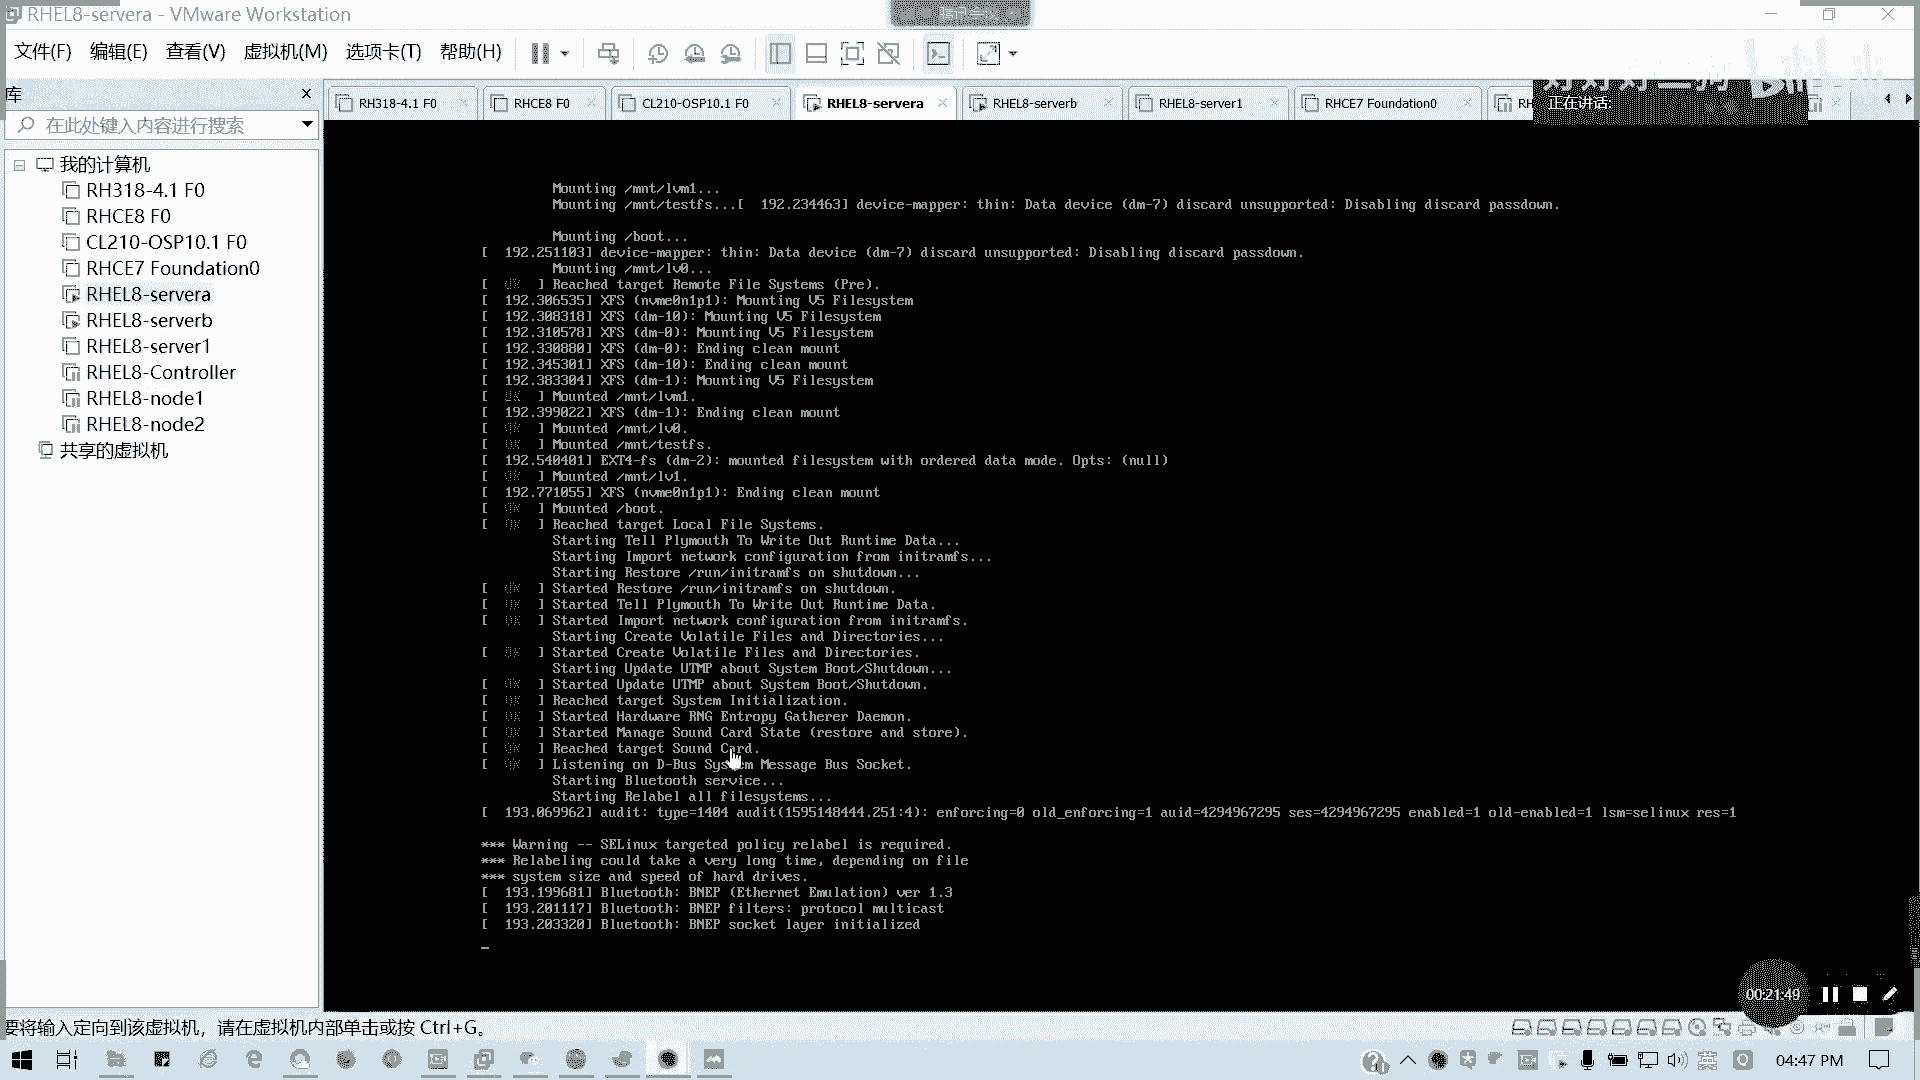 RHEL8-servera - VMware Workstation
文件(F) 编辑(E) 查看(V) 虚拟机(M) 选项卡(T) 帮助(H)
库
在此处键入内容进行搜索
我的计算机
RH318-4.1 F0
RHCE8 F0
CL210-OSP10.1 F0
RHCE7 Foundation0
RHEL8-servera
RHEL8-serverb
RHEL8-server1
RHEL8-Controller
RHEL8-node1
RHEL8-node2
共享的虚拟机
RH318-4.1 F0 RHCE8 F0 CL210-OSP10.1 F0 RHEL8-servera RHEL8-serverb RHEL8-server1 RHCE7 Foundation0
正在讲话:
Mounting /mnt/lvm1...
Mounting /mnt/testfs...[  192.234463] device-mapper: thin: Data device (dm-7) discard unsupported: Disabling discard passdown.
Mounting /boot...
[  192.251103] device-mapper: thin: Data device (dm-7) discard unsupported: Disabling discard passdown.
Mounting /mnt/lv0...
[  OK  ] Reached target Remote File Systems (Pre).
[  192.306535] XFS (nvme0n1p1): Mounting V5 Filesystem
[  192.308318] XFS (dm-10): Mounting V5 Filesystem
[  192.310578] XFS (dm-0): Mounting V5 Filesystem
[  192.330880] XFS (dm-0): Ending clean mount
[  192.345301] XFS (dm-10): Ending clean mount
[  192.383304] XFS (dm-1): Mounting V5 Filesystem
[  OK  ] Mounted /mnt/lvm1.
[  192.399022] XFS (dm-1): Ending clean mount
[  OK  ] Mounted /mnt/lv0.
[  OK  ] Mounted /mnt/testfs.
[  192.540401] EXT4-fs (dm-2): mounted filesystem with ordered data mode. Opts: (null)
[  OK  ] Mounted /mnt/lv1.
[  192.771055] XFS (nvme0n1p1): Ending clean mount
[  OK  ] Mounted /boot.
[  OK  ] Reached target Local File Systems.
Starting Tell Plymouth To Write Out Runtime Data...
Starting Import network configuration from initramfs...
Starting Restore /run/initramfs on shutdown...
[  OK  ] Started Restore /run/initramfs on shutdown.
[  OK  ] Started Tell Plymouth To Write Out Runtime Data.
[  OK  ] Started Import network configuration from initramfs.
Starting Create Volatile Files and Directories...
[  OK  ] Started Create Volatile Files and Directories.
Starting Update UTMP about System Boot/Shutdown...
[  OK  ] Started Update UTMP about System Boot/Shutdown.
[  OK  ] Reached target System Initialization.
[  OK  ] Started Hardware RNG Entropy Gatherer Daemon.
[  OK  ] Started Manage Sound Card State (restore and store).
[  OK  ] Reached target Sound Card.
[  OK  ] Listening on D-Bus System Message Bus Socket.
Starting Bluetooth service...
Starting Relabel all filesystems...
[  193.069962] audit: type=1404 audit(1595148444.251:4): enforcing=0 old_enforcing=1 auid=4294967295 ses=4294967295 enabled=1 old-enabled=1 lsm=selinux res=1
*** Warning -- SELinux targeted policy relabel is required.
*** Relabeling could take a very long time, depending on file
*** system size and speed of hard drives.
[  193.199681] Bluetooth: BNEP (Ethernet Emulation) ver 1.3
[  193.201117] Bluetooth: BNEP filters: protocol multicast
[  193.203320] Bluetooth: BNEP socket layer initialized
00:21:49
要将输入定向到该虚拟机，请在虚拟机内部单击或按 Ctrl+G。
英
04:47 PM